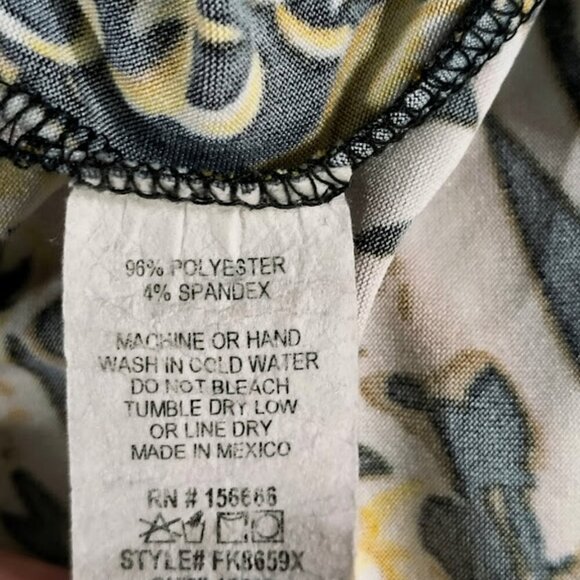 96% POLYESTER
4% SPANDEX
MACHINE OR HAND
WASH IN COLD WATER
DO NOT BLEACH
TUMBLE DRY LOW
OR LINE DRY
MADE IN MEXICO
RN # 156666
STYLE# FK8659X